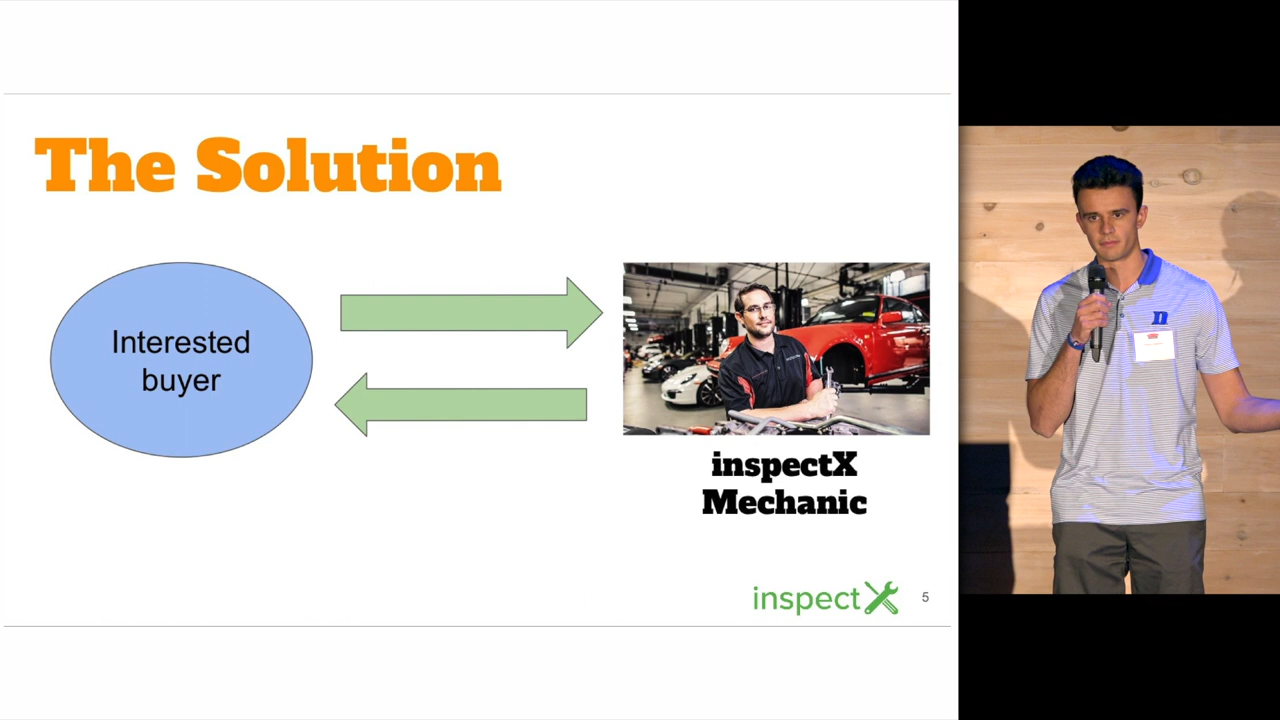 The Solution
Interested
buyer
inspectX
Mechanic
inspectX
5
D